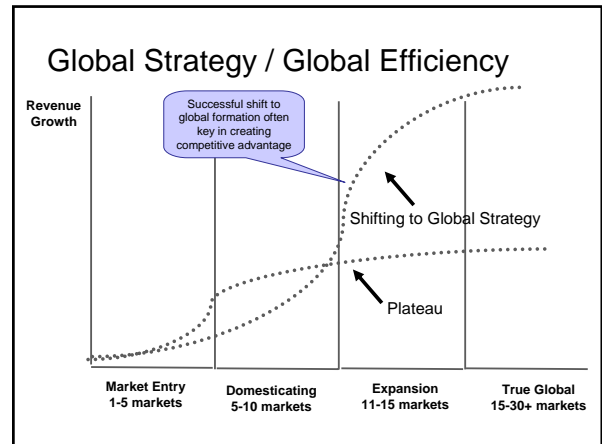 Global Strategy / Global Efficiency
Revenue
Growth
Successful shift to
global formation often
key in creating
competitive advantage
Shifting to Global Strategy
Plateau
Market Entry
1-5 markets
Domesticating
5-10 markets
Expansion
11-15 markets
True Global
15-30+ markets